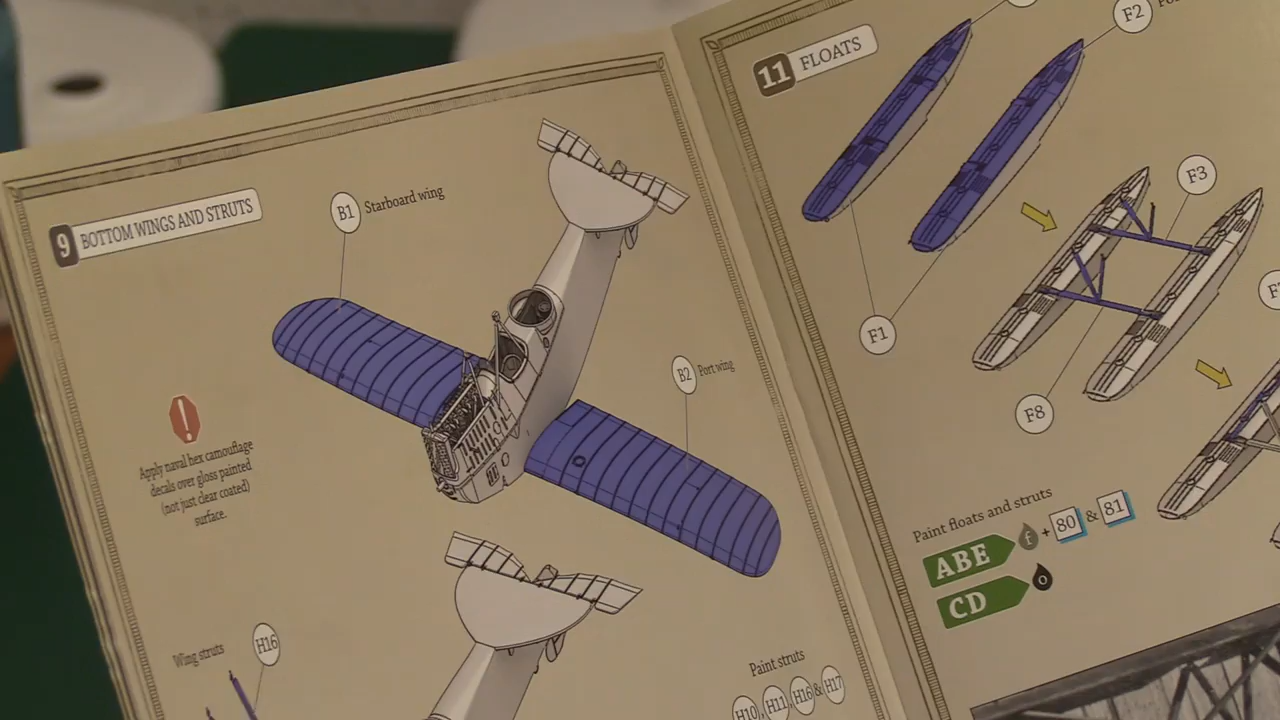 9 BOTTOM WINGS AND STRUTS
B1 Starboard wing
B2 Port wing
!
Apply naval hex camouflage
decals over gloss painted
(not just clear coated)
surface.
Wing struts
H16
Paint struts
H10, H11, H16 & H17
11 FLOATS
F2
F1
F3
F8
Paint floats and struts
ABE f + 80 & 81
CD o